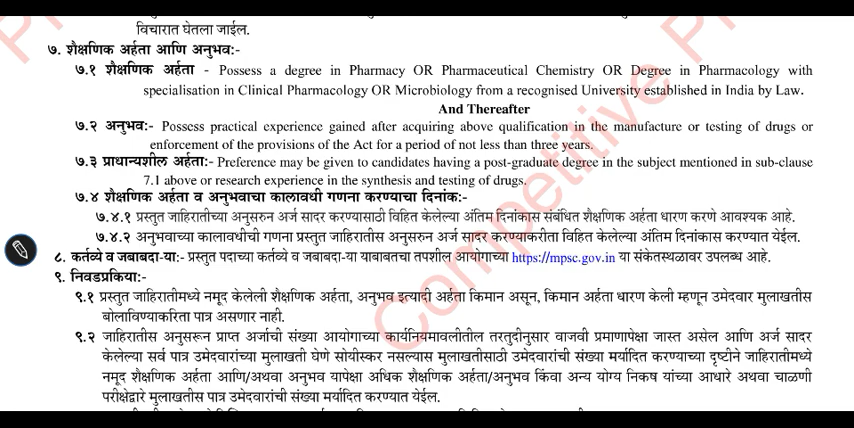 विचारात घेतला जाईल.
७. शैक्षणिक अर्हता आणि अनुभव:-
७.१ शैक्षणिक अर्हता - Possess a degree in Pharmacy OR Pharmaceutical Chemistry OR Degree in Pharmacology with
specialisation in Clinical Pharmacology OR Microbiology from a recognised University established in India by Law.
And Thereafter
७.२ अनुभव:- Possess practical experience gained after acquiring above qualification in the manufacture or testing of drugs or
enforcement of the provisions of the Act for a period of not less than three years.
७.३ प्राधान्यशील अर्हता:- Preference may be given to candidates having a post-graduate degree in the subject mentioned in sub-clause
7.1 above or research experience in the synthesis and testing of drugs.
७.४ शैक्षणिक अर्हता व अनुभवाचा कालावधी गणना करण्याचा दिनांक:-
७.४.१ प्रस्तुत जाहिरातीच्या अनुसरुन अर्ज सादर करण्यासाठी विहित केलेल्या अंतिम दिनांकास संबंधित शैक्षणिक अर्हता धारण करणे आवश्यक आहे.
७.४.२ अनुभवाच्या कालावधीची गणना प्रस्तुत जाहिरातीस अनुसरुन अर्ज सादर करण्याकरीता विहित केलेल्या अंतिम दिनांकास करण्यात येईल.
८. कर्तव्ये व जबाबदा-या:- प्रस्तुत पदाच्या कर्तव्ये व जबाबदा-या याबाबतचा तपशील आयोगाच्या https://mpsc.gov.in या संकेतस्थळावर उपलब्ध आहे.
९. निवडप्रकिया:-
९.१ प्रस्तुत जाहिरातीमध्ये नमूद केलेली शैक्षणिक अर्हता, अनुभव इत्यादी अर्हता किमान असून, किमान अर्हता धारण केली म्हणून उमेदवार मुलाखतीस
बोलाविण्याकरिता पात्र असणार नाही.
९.२ जाहिरातीस अनुसरून प्राप्त अर्जाची संख्या आयोगाच्या कार्यनियमावलीतील तरतुदीनुसार वाजवी प्रमाणापेक्षा जास्त असेल आणि अर्ज सादर
केलेल्या सर्व पात्र उमेदवारांच्या मुलाखती घेणे सोयीस्कर नसल्यास मुलाखतीसाठी उमेदवारांची संख्या मर्यादित करण्याच्या दृष्टीने जाहिरातीमध्ये
नमूद शैक्षणिक अर्हता आणि/अथवा अनुभव यापेक्षा अधिक शैक्षणिक अर्हता/अनुभव किंवा अन्य योग्य निकष यांच्या आधारे अथवा चाळणी
परीक्षेद्वारे मुलाखतीस पात्र उमेदवारांची संख्या मर्यादित करण्यात येईल.
Competitive